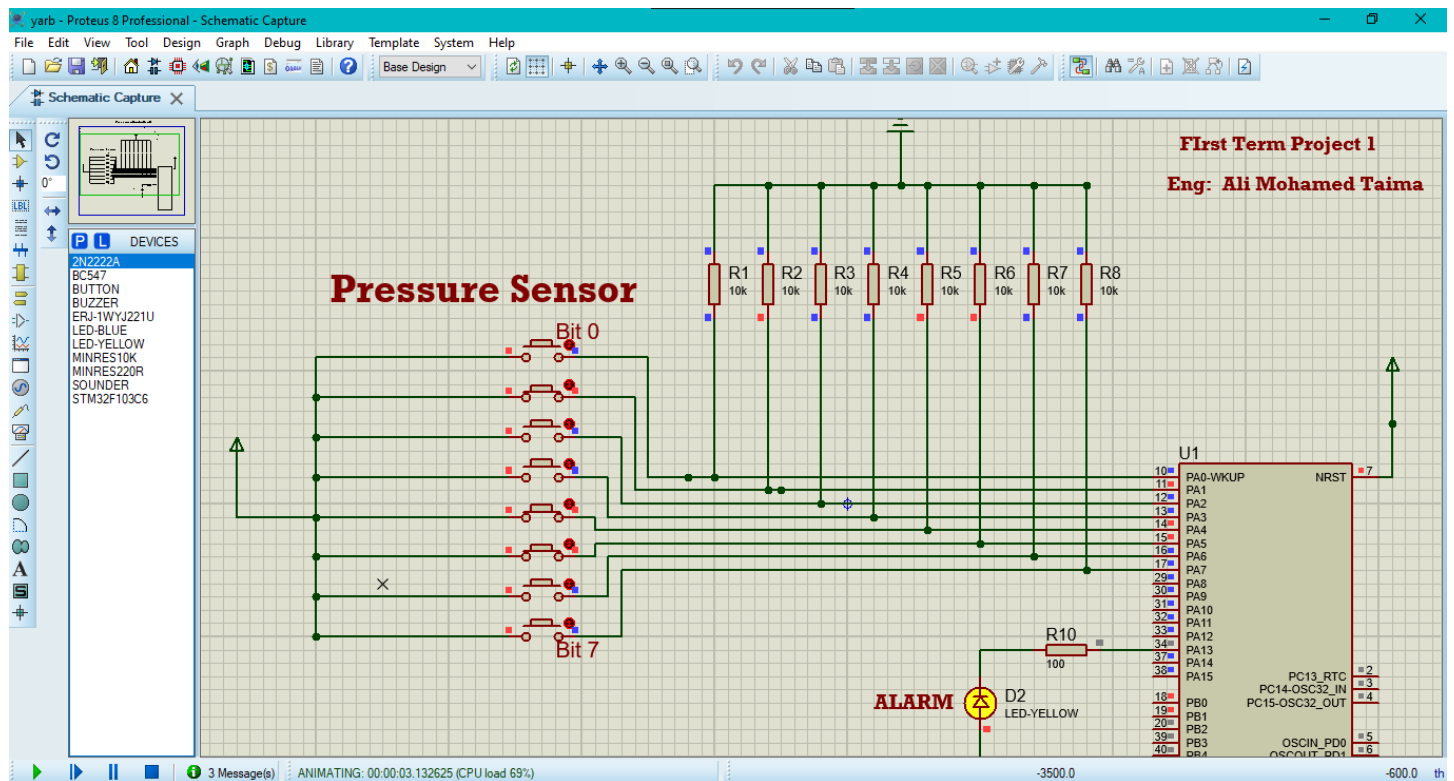 yarb - Proteus 8 Professional - Schematic Capture
File Edit View Tool Design Graph Debug Library Template System Help
Base Design
Schematic Capture
0°
LBL
P L DEVICES
2N2222A
BC547
BUTTON
BUZZER
ERJ-1WYJ221U
LED-BLUE
LED-YELLOW
MINRES10K
MINRES220R
SOUNDER
STM32F103C6
FIrst Term Project 1
Eng: Ali Mohamed Taima
Pressure Sensor
R1 R2 R3 R4 R5 R6 R7 R8
10k 10k 10k 10k 10k 10k 10k 10k
Bit 0
Bit 7
U1
10 PA0-WKUP NRST 7
11 PA1
12 PA2
13 PA3
14 PA4
15 PA5
16 PA6
17 PA7
29 PA8
30 PA9
31 PA10
32 PA11
33 PA12
34 PA13
37 PA14
38 PA15
PC13_RTC 2
PC14-OSC32_IN 3
18 PB0 PC15-OSC32_OUT 4
19 PB1
20 PB2
39 PB3 OSCIN_PD0 5
40 PB4 OSCOUT_PD1 6
R10
100
ALARM
D2
LED-YELLOW
3 Message(s) ANIMATING: 00:00:03.132625 (CPU load 69%) -3500.0 -600.0 th